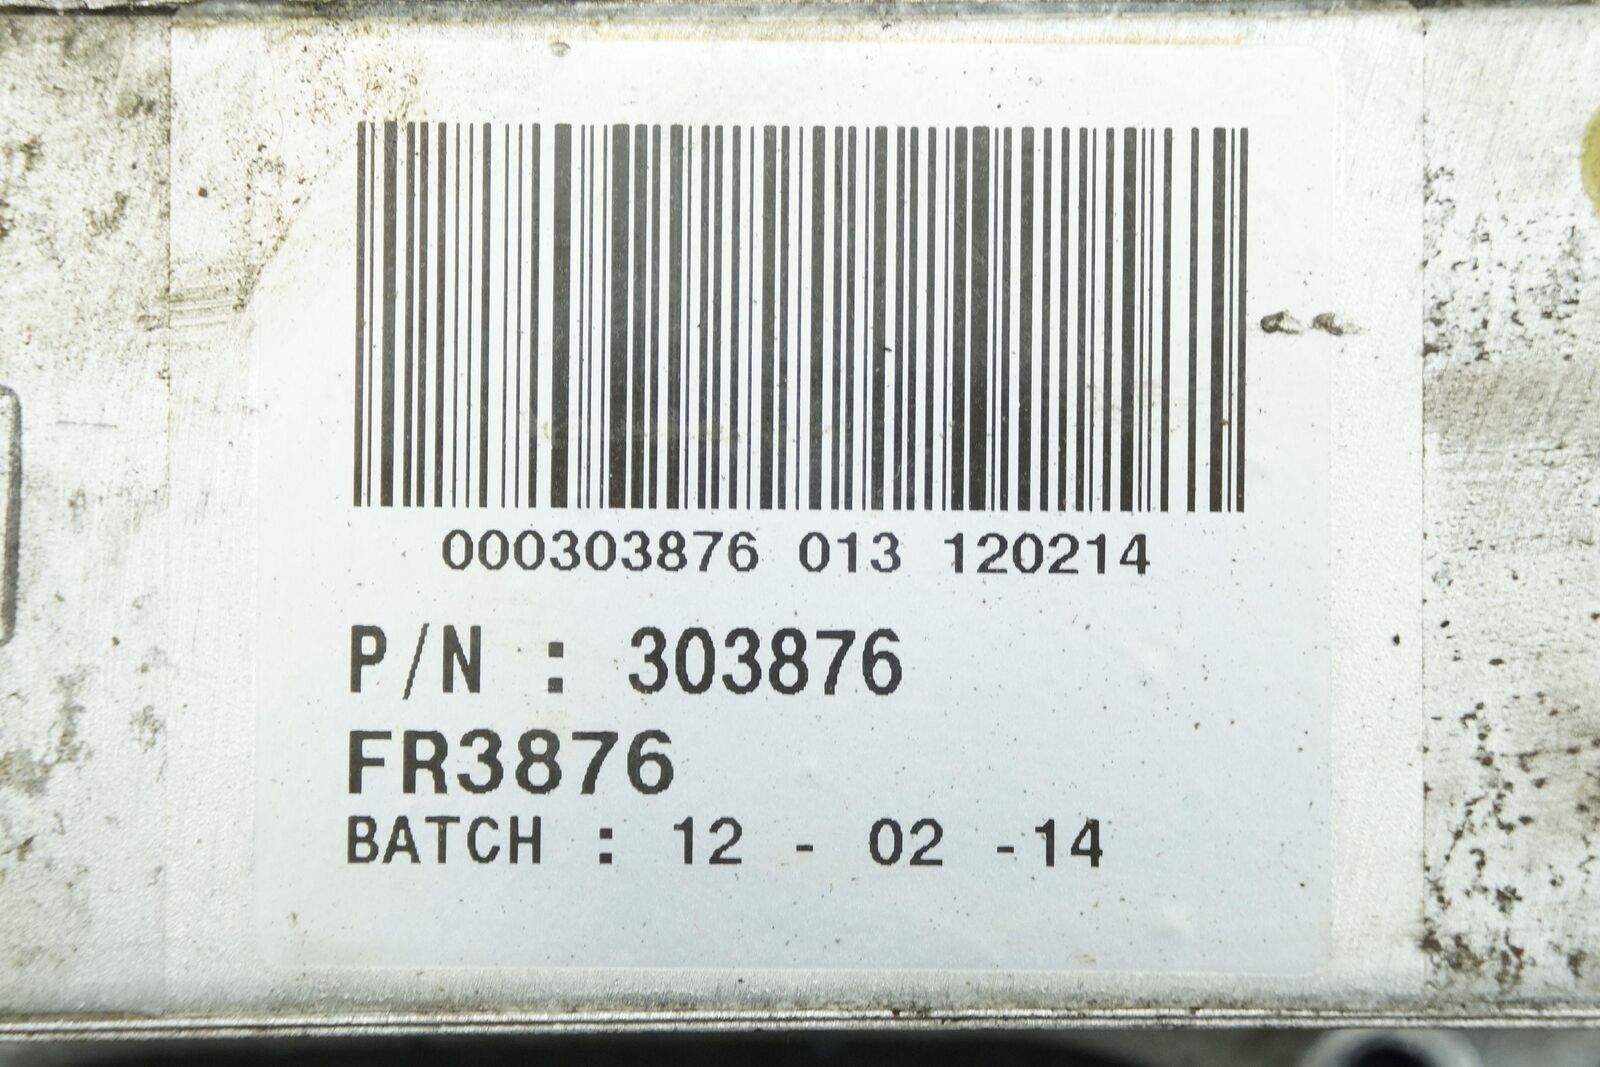 000303876 013 120214
P/N : 303876
FR3876
BATCH : 12 - 02 -14